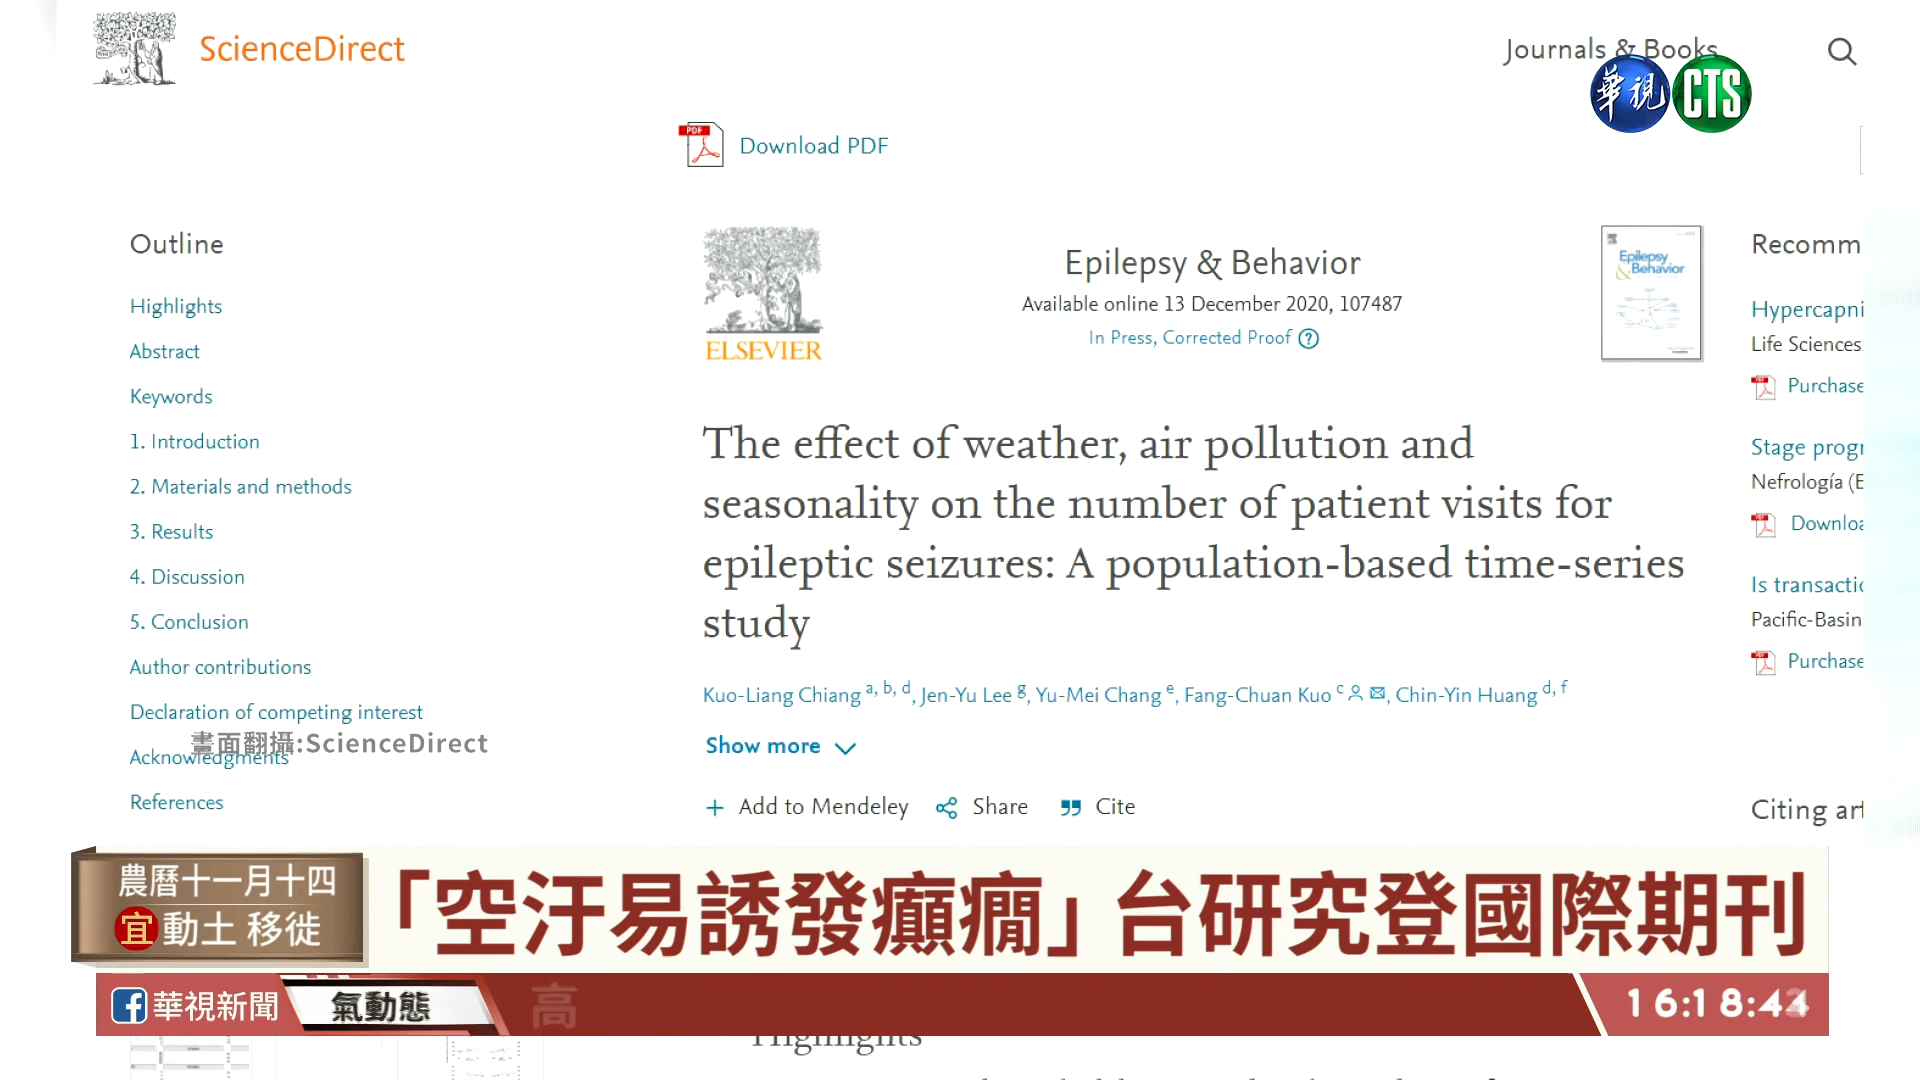 ScienceDirect
Journals & Books
華視 CTS
PDF
Download PDF
Outline
Highlights
Abstract
Keywords
1. Introduction
2. Materials and methods
3. Results
4. Discussion
5. Conclusion
Author contributions
Declaration of competing interest
Acknowledgments
References
畫面翻攝:ScienceDirect
ELSEVIER
Epilepsy & Behavior
Available online 13 December 2020, 107487
In Press, Corrected Proof
Epilepsy
& Behavior
The effect of weather, air pollution and
seasonality on the number of patient visits for
epileptic seizures: A population-based time-series
study
Kuo-Liang Chiang a, b, d, Jen-Yu Lee g, Yu-Mei Chang e, Fang-Chuan Kuo c, Chin-Yin Huang d, f
Show more
Add to Mendeley Share Cite
Recomm
Hypercapni
Life Sciences
Purchase
Stage progr
Nefrología (E
Downloa
Is transactio
Pacific-Basin
Purchase
Citing art
農曆十一月十四
宜 動土 移徙
「空汙易誘發癲癇」台研究登國際期刊
華視新聞
氣動態
高
16:18:44
Highlights